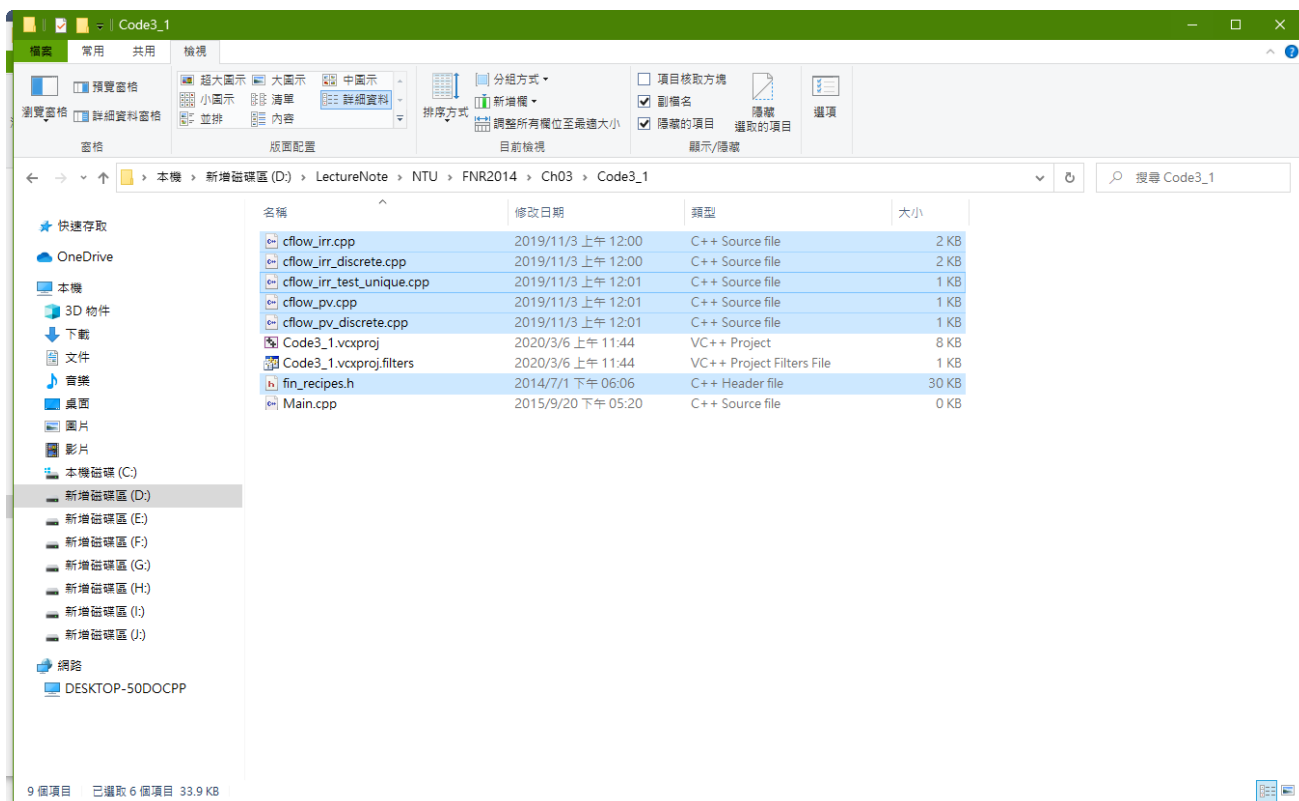 Code3_1
檔案 常用 共用 檢視
瀏覽窗格 預覽窗格 詳細資料窗格
窗格
超大圖示 大圖示 中圖示
小圖示 清單 詳細資料
並排 內容
版面配置
排序方式 分組方式
新增欄
調整所有欄位至最適大小
目前檢視
項目核取方塊
副檔名
隱藏的項目
隱藏
選取的項目
顯示/隱藏
選項
本機 › 新增磁碟區 (D:) › LectureNote › NTU › FNR2014 › Ch03 › Code3_1
搜尋 Code3_1
快速存取
OneDrive
本機
3D 物件
下載
文件
音樂
桌面
圖片
影片
本機磁碟 (C:)
新增磁碟區 (D:)
新增磁碟區 (E:)
新增磁碟區 (F:)
新增磁碟區 (G:)
新增磁碟區 (H:)
新增磁碟區 (I:)
新增磁碟區 (J:)
網路
DESKTOP-50DOCPP
名稱 修改日期 類型 大小
cflow_irr.cpp 2019/11/3 上午 12:00 C++ Source file 2 KB
cflow_irr_discrete.cpp 2019/11/3 上午 12:00 C++ Source file 2 KB
cflow_irr_test_unique.cpp 2019/11/3 上午 12:01 C++ Source file 1 KB
cflow_pv.cpp 2019/11/3 上午 12:01 C++ Source file 1 KB
cflow_pv_discrete.cpp 2019/11/3 上午 12:01 C++ Source file 1 KB
Code3_1.vcxproj 2020/3/6 上午 11:44 VC++ Project 8 KB
Code3_1.vcxproj.filters 2020/3/6 上午 11:44 VC++ Project Filters File 1 KB
fin_recipes.h 2014/7/1 下午 06:06 C++ Header file 30 KB
Main.cpp 2015/9/20 下午 05:20 C++ Source file 0 KB
9 個項目 已選取 6 個項目 33.9 KB